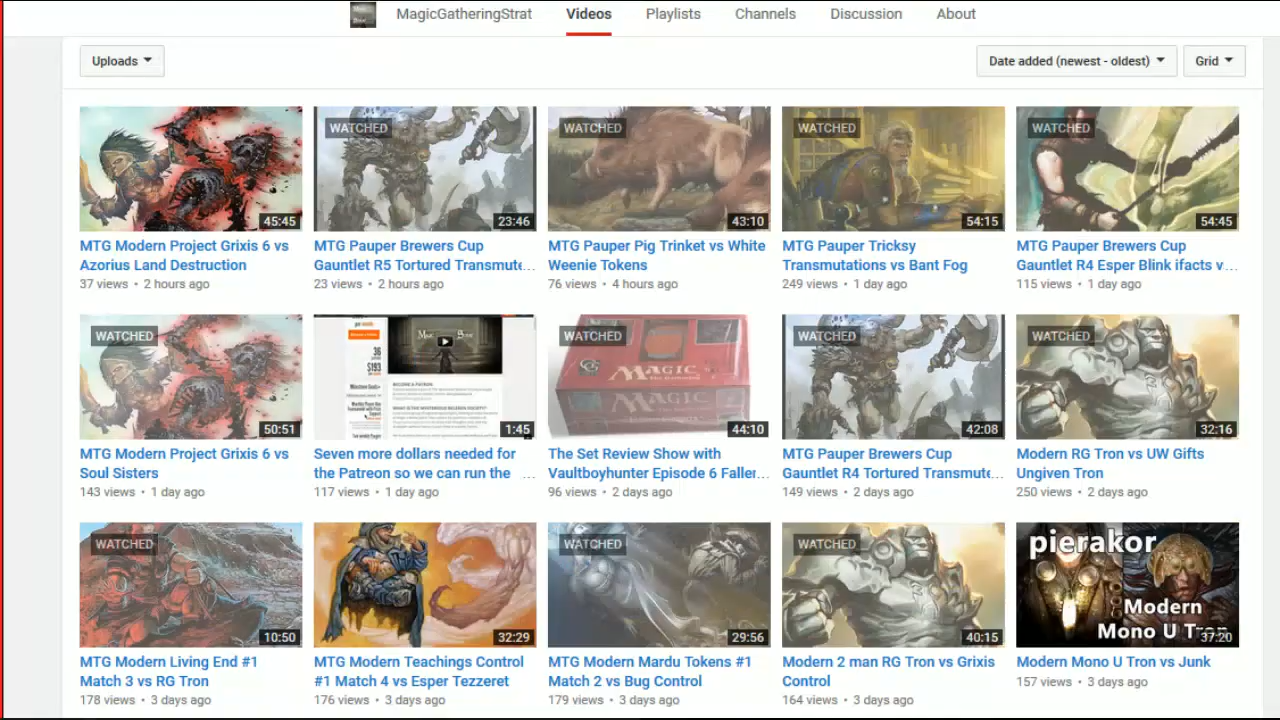 MagicGatheringStrat Videos Playlists Channels Discussion About
Uploads Date added (newest - oldest) Grid
45:45
WATCHED 23:46
WATCHED 43:10
WATCHED 54:15
WATCHED 54:45
MTG Modern Project Grixis 6 vs
Azorius Land Destruction
37 views • 2 hours ago
MTG Pauper Brewers Cup
Gauntlet R5 Tortured Transmute...
23 views • 2 hours ago
MTG Pauper Pig Trinket vs White
Weenie Tokens
76 views • 4 hours ago
MTG Pauper Tricksy
Transmutations vs Bant Fog
249 views • 1 day ago
MTG Pauper Brewers Cup
Gauntlet R4 Esper Blink ifacts v...
115 views • 1 day ago
WATCHED 50:51
36
$193
1:45
WATCHED
MAGIC
MAGIC
44:10
WATCHED 42:08
WATCHED 32:16
MTG Modern Project Grixis 6 vs
Soul Sisters
143 views • 1 day ago
Seven more dollars needed for
the Patreon so we can run the ...
117 views • 1 day ago
The Set Review Show with
Vaultboyhunter Episode 6 Faller...
96 views • 2 days ago
MTG Pauper Brewers Cup
Gauntlet R4 Tortured Transmute...
149 views • 2 days ago
Modern RG Tron vs UW Gifts
Ungiven Tron
250 views • 2 days ago
WATCHED 10:50
32:29
WATCHED 29:56
WATCHED 40:15
pierakor
Modern
Mono U Tron
37:20
MTG Modern Living End #1
Match 3 vs RG Tron
178 views • 3 days ago
MTG Modern Teachings Control
#1 Match 4 vs Esper Tezzeret
176 views • 3 days ago
MTG Modern Mardu Tokens #1
Match 2 vs Bug Control
179 views • 3 days ago
Modern 2 man RG Tron vs Grixis
Control
164 views • 3 days ago
Modern Mono U Tron vs Junk
157 views • 3 days ago